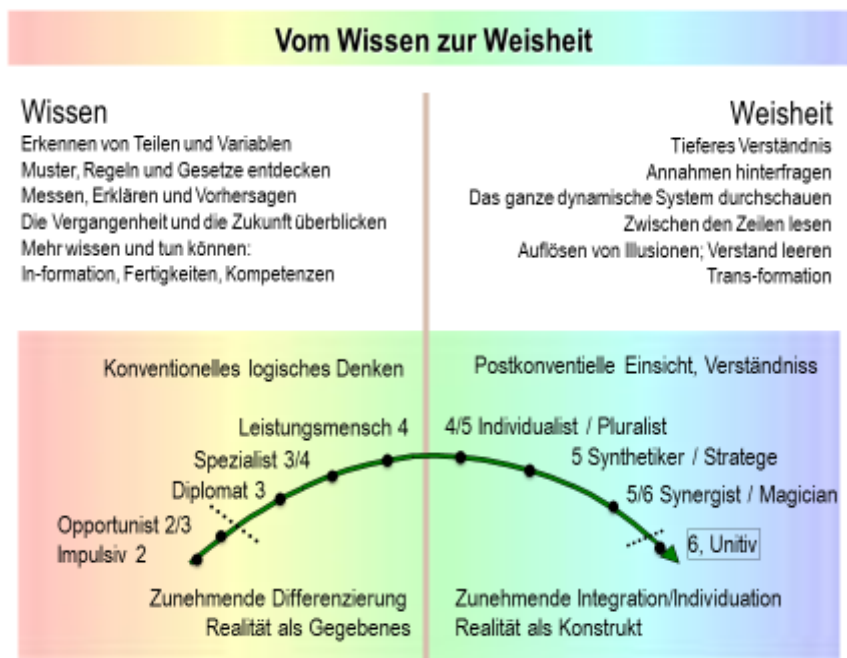 Vom Wissen zur Weisheit
Wissen
Erkennen von Teilen und Variablen
Muster, Regeln und Gesetze entdecken
Messen, Erklären und Vorhersagen
Die Vergangenheit und die Zukunft überblicken
Mehr wissen und tun können:
In-formation, Fertigkeiten, Kompetenzen
Weisheit
Tieferes Verständnis
Annahmen hinterfragen
Das ganze dynamische System durchschauen
Zwischen den Zeilen lesen
Auflösen von Illusionen; Verstand leeren
Trans-formation
Konventionelles logisches Denken
Leistungsmensch 4
Spezialist 3/4
Diplomat 3
Opportunist 2/3
Impulsiv 2
Zunehmende Differenzierung
Realität als Gegebenes
Postkonventielle Einsicht, Verständniss
4/5 Individualist / Pluralist
5 Synthetiker / Stratege
5/6 Synergist / Magician
6, Unitiv
Zunehmende Integration/Individuation
Realität als Konstrukt